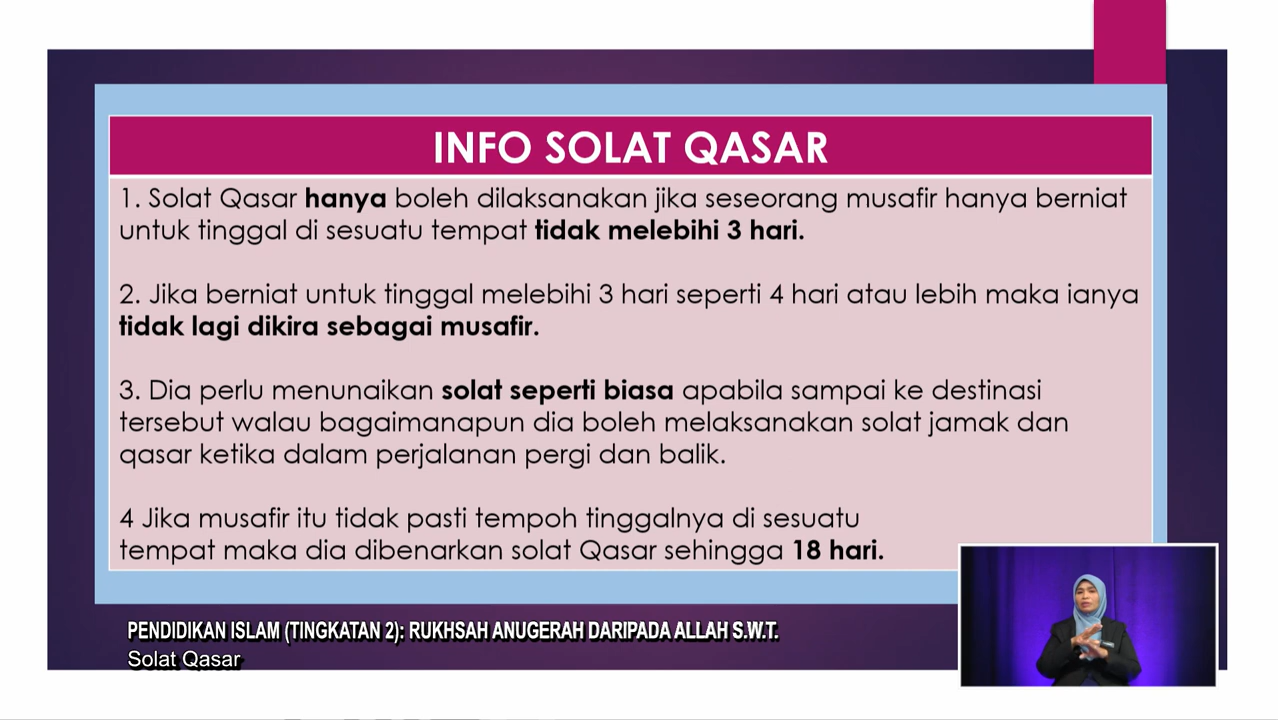 INFO SOLAT QASAR
1. Solat Qasar hanya boleh dilaksanakan jika seseorang musafir hanya berniat
untuk tinggal di sesuatu tempat tidak melebihi 3 hari.
2. Jika berniat untuk tinggal melebihi 3 hari seperti 4 hari atau lebih maka ianya
tidak lagi dikira sebagai musafir.
3. Dia perlu menunaikan solat seperti biasa apabila sampai ke destinasi
tersebut walau bagaimanapun dia boleh melaksanakan solat jamak dan
qasar ketika dalam perjalanan pergi dan balik.
4 Jika musafir itu tidak pasti tempoh tinggalnya di sesuatu
tempat maka dia dibenarkan solat Qasar sehingga 18 hari.
PENDIDIKAN ISLAM (TINGKATAN 2): RUKHSAH ANUGERAH DARIPADA ALLAH S.W.T.
Solat Qasar